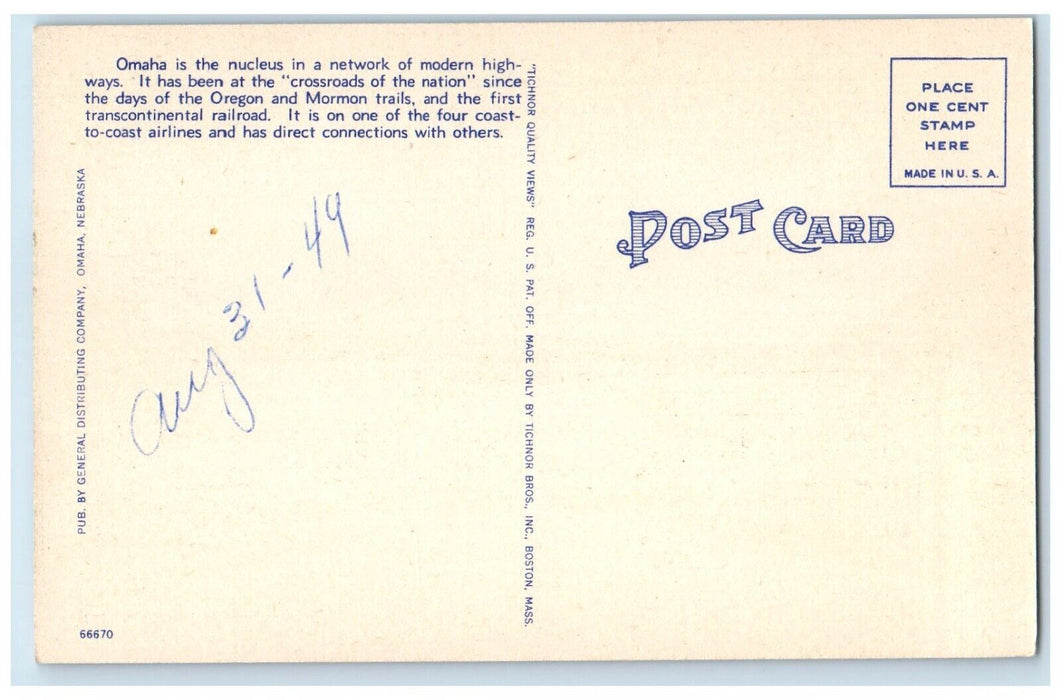 Omaha is the nucleus in a network of modern high-
ways. It has been at the "crossroads of the nation" since
the days of the Oregon and Mormon trails, and the first
transcontinental railroad. It is on one of the four coast-
to-coast airlines and has direct connections with others.
PUB. BY GENERAL DISTRIBUTING COMPANY, OMAHA, NEBRASKA
Aug 31-49
66670
"TICHNOR QUALITY VIEWS" REG. U. S. PAT. OFF. MADE ONLY BY TICHNOR BROS., INC., BOSTON, MASS.
POST CARD
PLACE
ONE CENT
STAMP
HERE
MADE IN U. S. A.